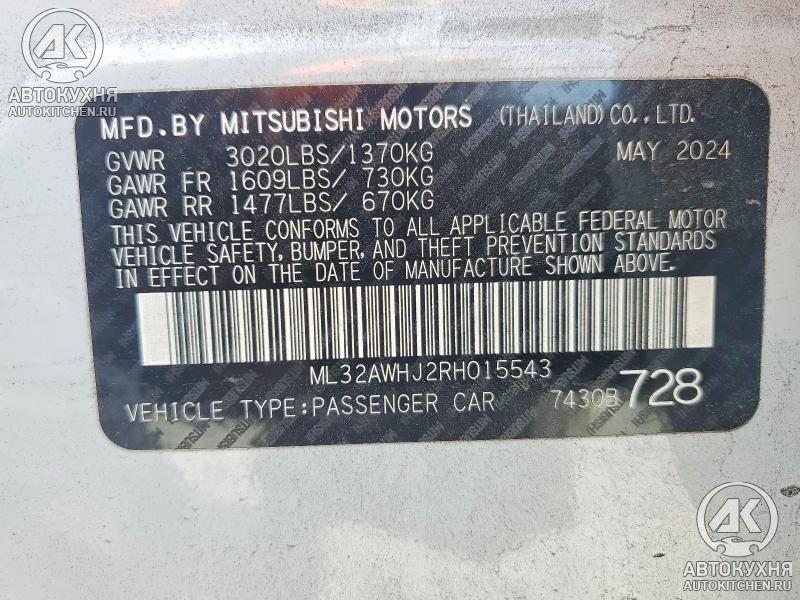 AK
АВТОКУХНЯ
AUTOKITCHEN.RU
MFD.BY MITSUBISHI MOTORS (THAILAND)CO.,LTD.
GVWR 3020LBS/1370KG MAY 2024
GAWR FR 1609LBS/ 730KG
GAWR RR 1477LBS/ 670KG
THIS VEHICLE CONFORMS TO ALL APPLICABLE FEDERAL MOTOR
VEHICLE SAFETY, BUMPER, AND THEFT PREVENTION STANDARDS
IN EFFECT ON THE DATE OF MANUFACTURE SHOWN ABOVE.
ML32AWHJ2RH015543
VEHICLE TYPE:PASSENGER CAR 7430B 728
AK
АВТОКУХНЯ
AUTOKITCHEN.RU